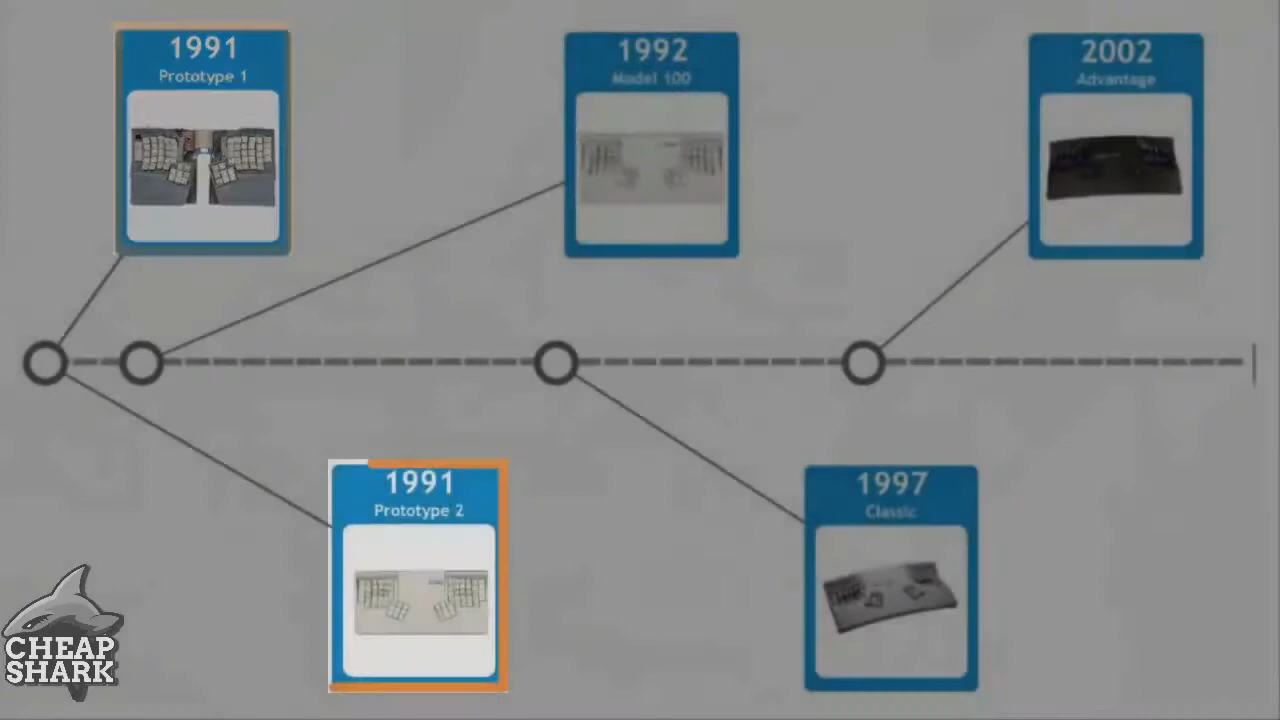 1991
Prototype 1
1992
Model 100
2002
Advantage
1991
Prototype 2
1997
Classic
CHEAP
SHARK